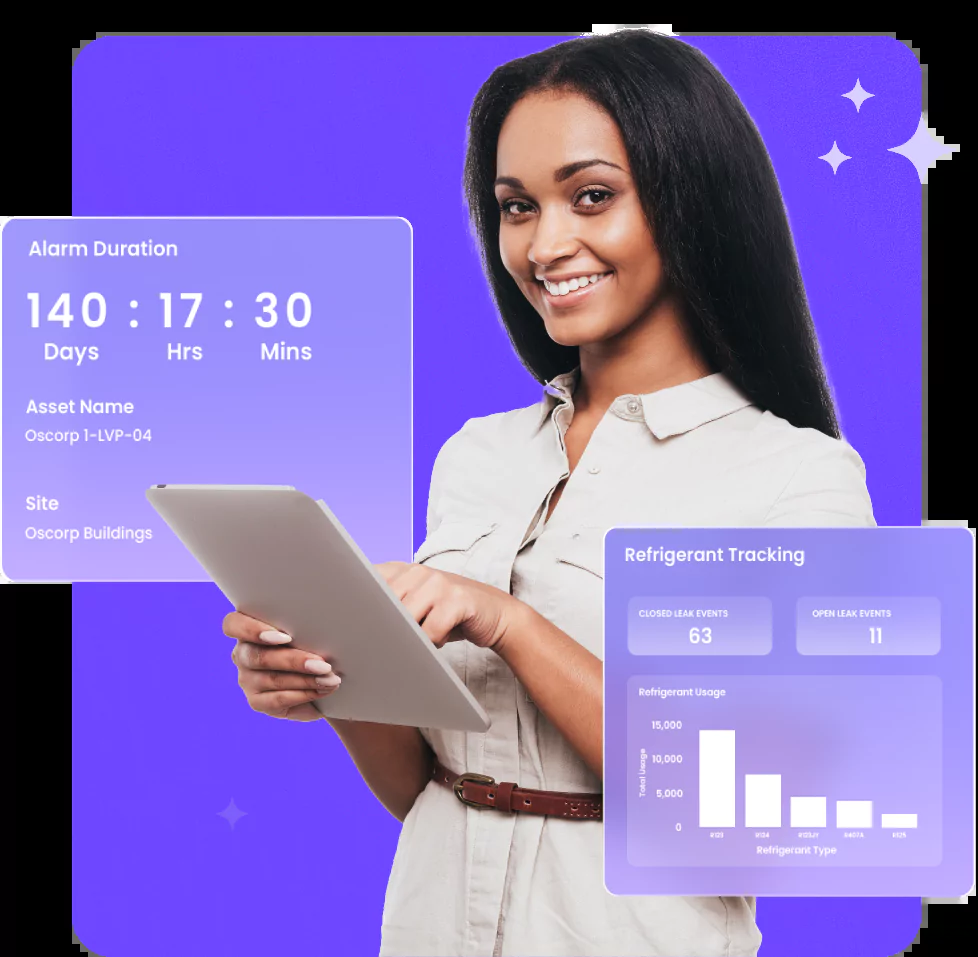 Alarm Duration
140 : 17 : 30
Days Hrs Mins
Asset Name
Oscorp 1-LVP-04
Site
Oscorp Buildings
Refrigerant Tracking
CLOSED LEAK EVENTS OPEN LEAK EVENTS
63 11
Refrigerant Usage
15,000
10,000
5,000
0
Total Usage
Refrigerant Type